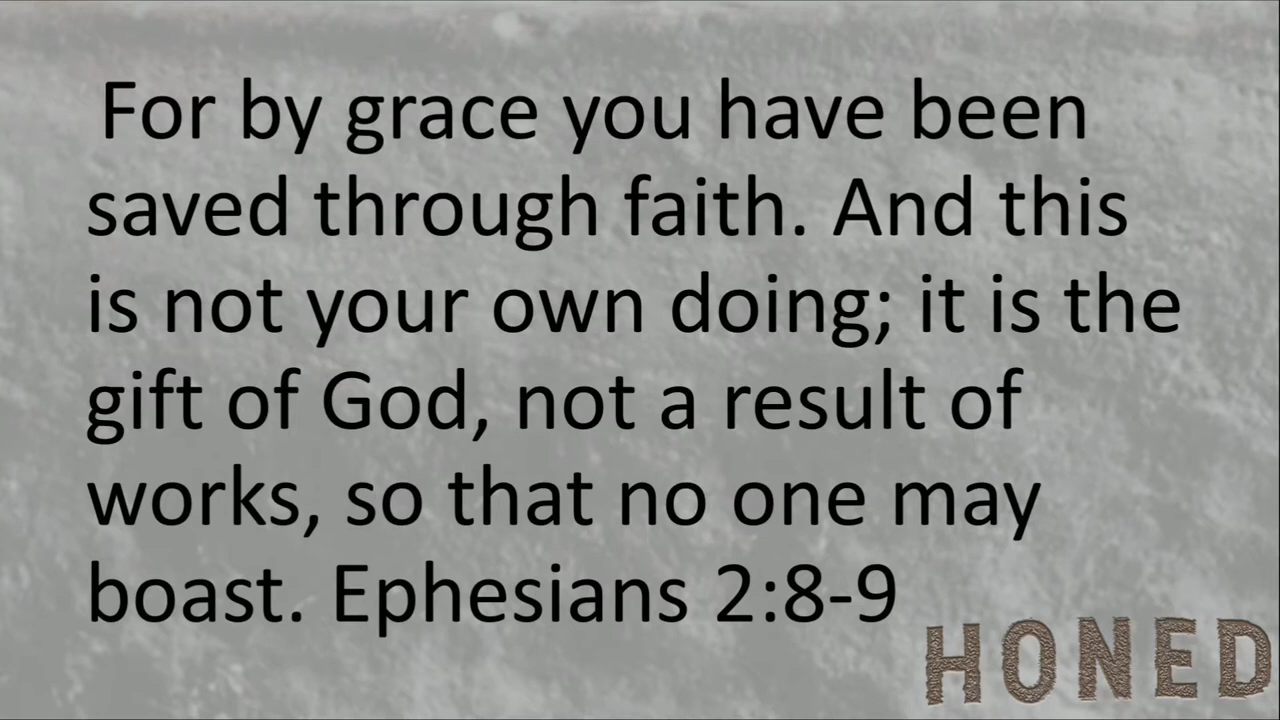 For by grace you have been
saved through faith. And this
is not your own doing; it is the
gift of God, not a result of
works, so that no one may
boast. Ephesians 2:8-9
HONED